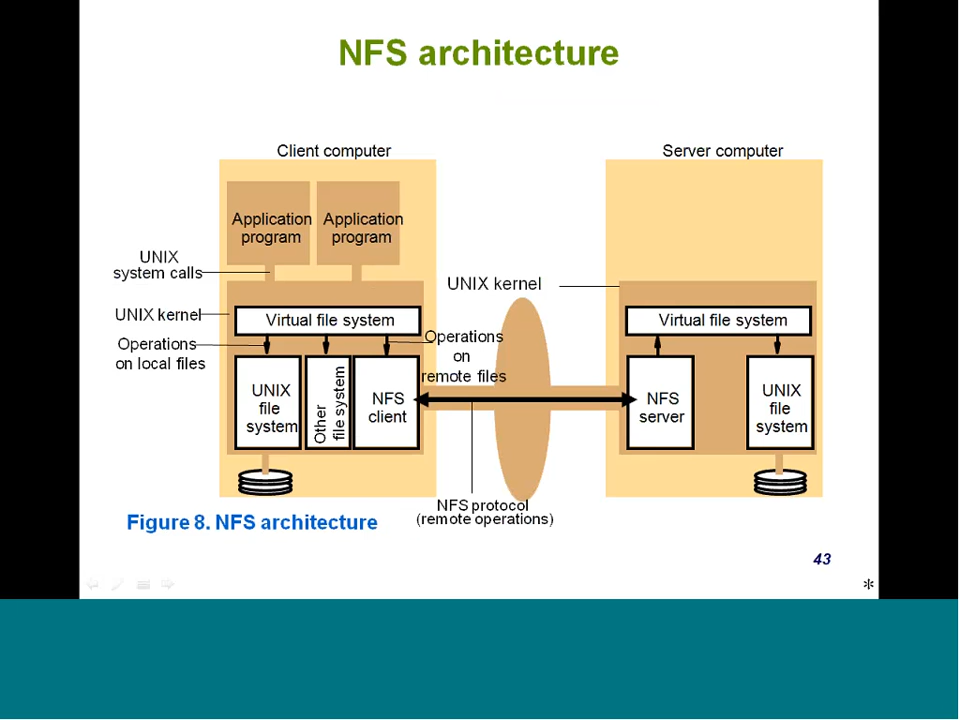 NFS architecture
Client computer
Server computer
Application
program
Application
program
UNIX
system calls
UNIX kernel
UNIX kernel
Virtual file system
Virtual file system
Operations
on local files
Operations
on
remote files
UNIX
file
system
Other
file system
NFS
client
NFS
server
UNIX
file
system
NFS protocol
(remote operations)
Figure 8. NFS architecture
43
*